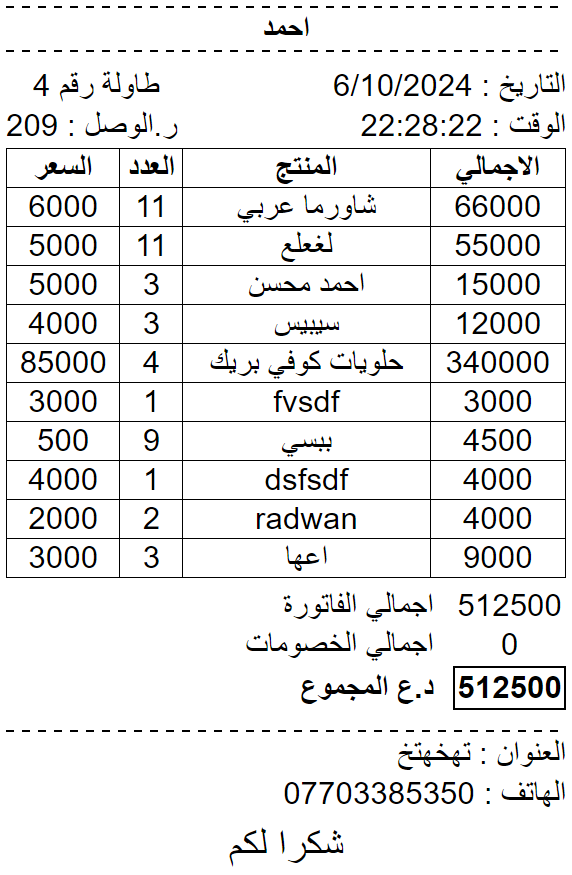 احمد
التاريخ : 6/10/2024 طاولة رقم 4
الوقت : 22:28:22 ر.الوصل : 209
الاجمالي المنتج العدد السعر
66000 شاورما عربي 11 6000
55000 لغعلع 11 5000
15000 احمد محسن 3 5000
12000 سيبيس 3 4000
340000 حلويات كوفي بريك 4 85000
3000 fvsdf 1 3000
4500 ببسي 9 500
4000 dsfsdf 1 4000
4000 radwan 2 2000
9000 اعها 3 3000
512500 اجمالي الفاتورة
0 اجمالي الخصومات
512500 د.ع المجموع
العنوان : تهخهتخ
الهاتف : 07703385350
شكرا لكم